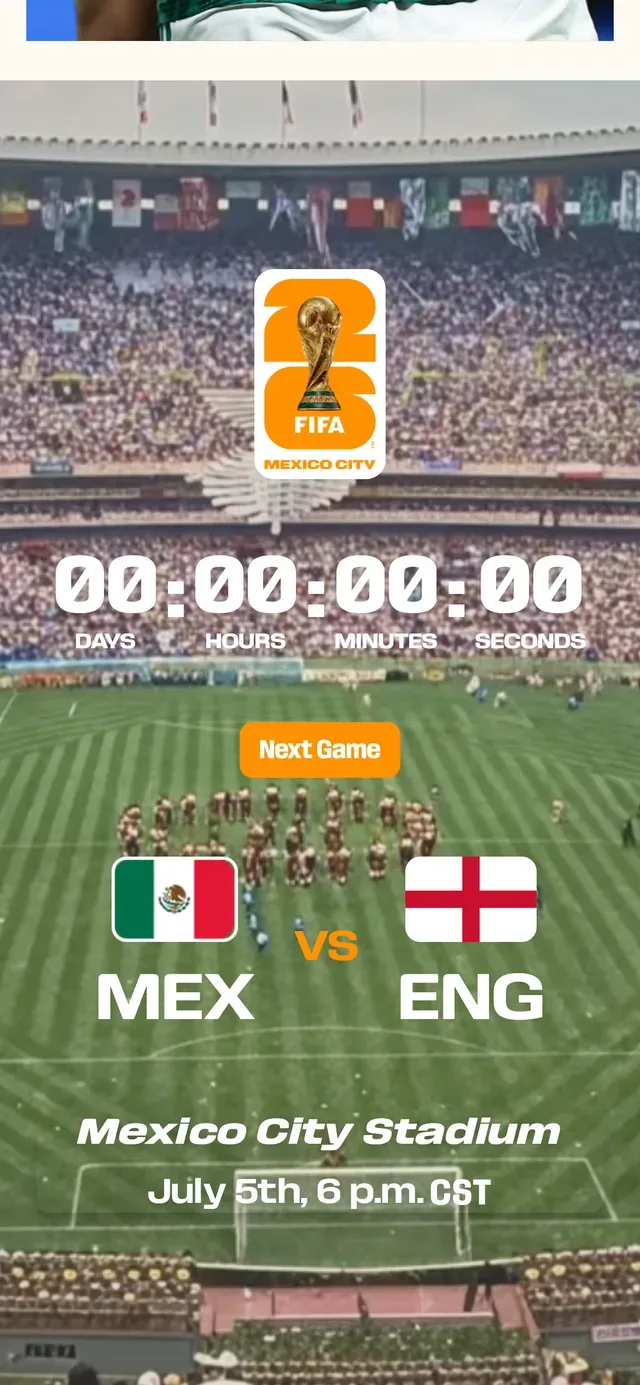 26
FIFA
MEXICO CITY
00:00:00:00
DAYS HOURS MINUTES SECONDS
Next Game
VS
MEX ENG
Mexico City Stadium
July 5th, 6 p.m. CST